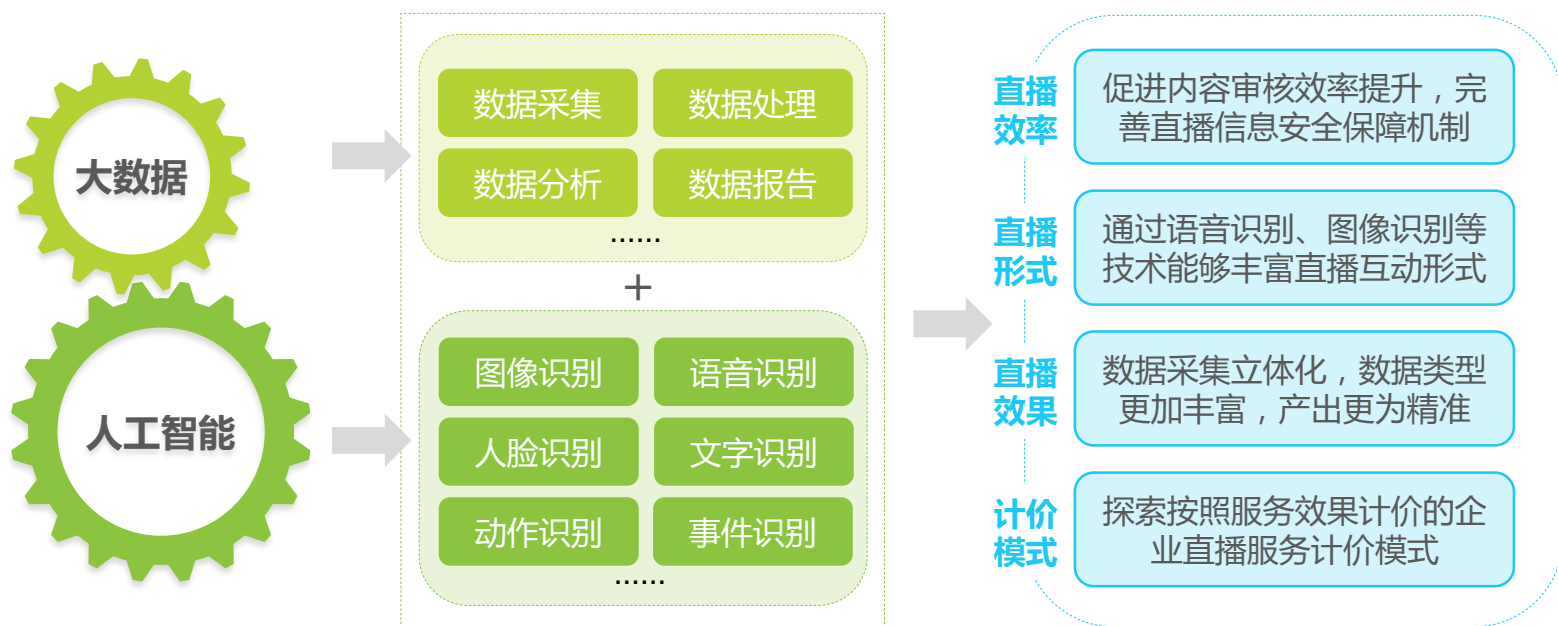 大数据
数据采集
数据处理
数据分析
数据报告
......
+
人工智能
图像识别
语音识别
人脸识别
文字识别
动作识别
事件识别
......
直播
效率
促进内容审核效率提升，完
善直播信息安全保障机制
直播
形式
通过语音识别、图像识别等
技术能够丰富直播互动形式
直播
效果
数据采集立体化，数据类型
更加丰富，产出更为精准
计价
模式
探索按照服务效果计价的企
业直播服务计价模式